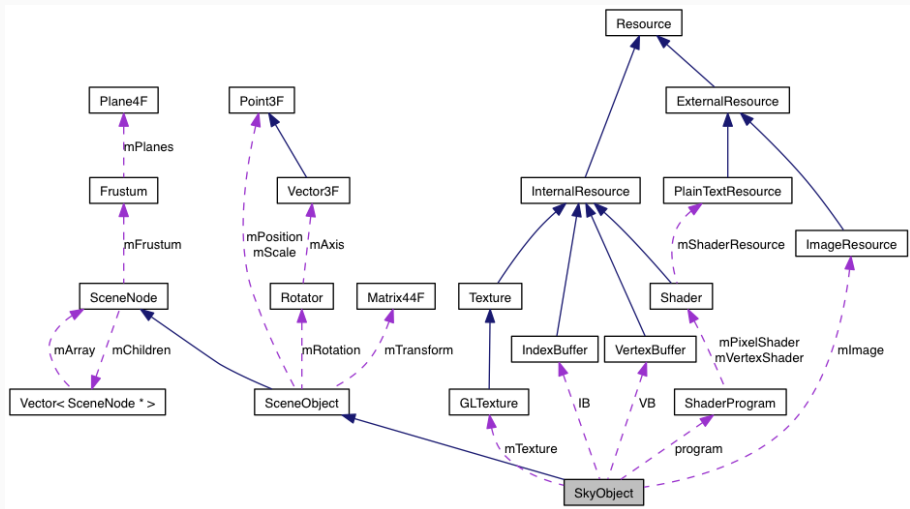 Resource
Plane4F
Point3F
ExternalResource
mPlanes
Frustum
Vector3F
InternalResource
PlainTextResource
mFrustum
mPosition
mScale
mAxis
mShaderResource
ImageResource
SceneNode
Rotator
Matrix44F
Texture
Shader
mArray
mChildren
mRotation
mTransform
IndexBuffer
VertexBuffer
mPixelShader
mVertexShader
mImage
Vector< SceneNode * >
SceneObject
GLTexture
IB
VB
ShaderProgram
mTexture
program
SkyObject